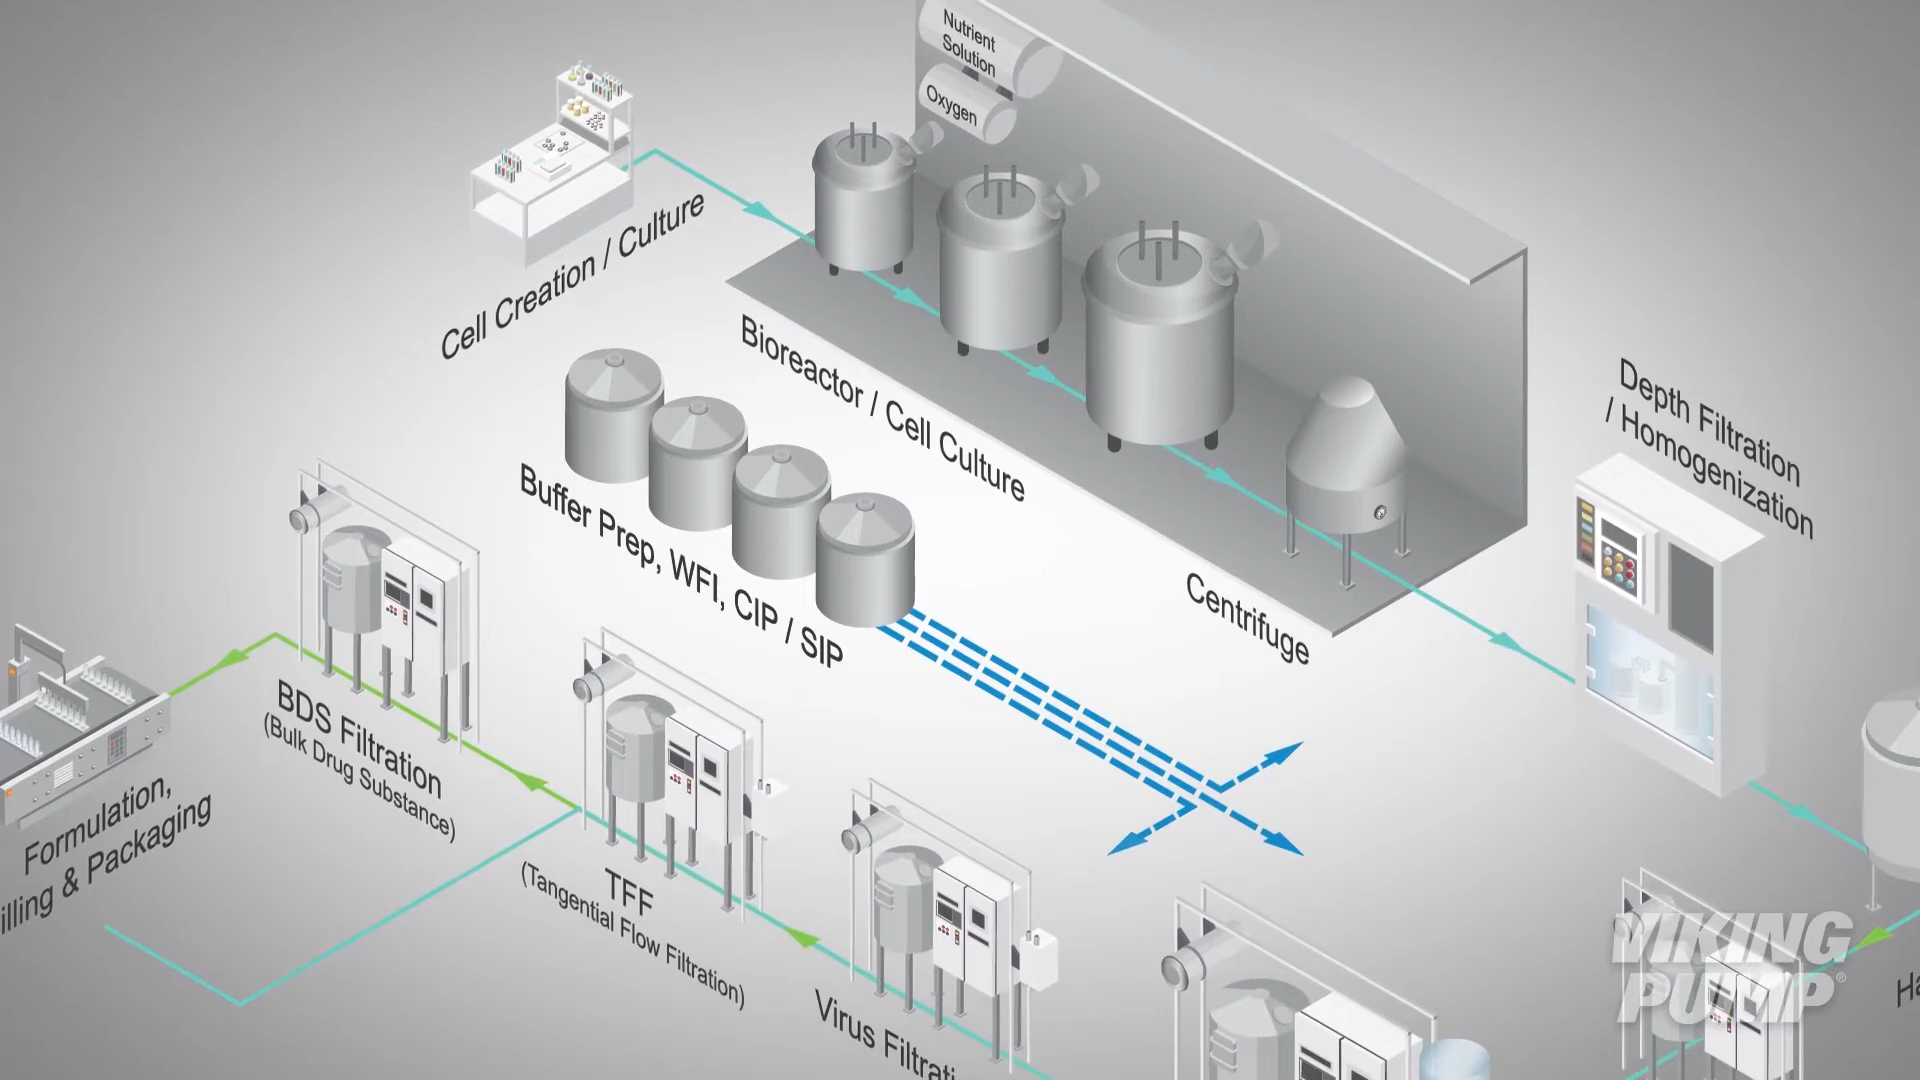 Nutrient
Solution
Oxygen
Cell Creation / Culture
Bioreactor / Cell Culture
Depth Filtration
/ Homogenization
Buffer Prep, WFI, CIP / SIP
Centrifuge
BDS Filtration
(Bulk Drug Substance)
Formulation,
illing & Packaging
TFF
(Tangential Flow Filtration)
Virus Filtrati
Ha
VIKING
PUMP®